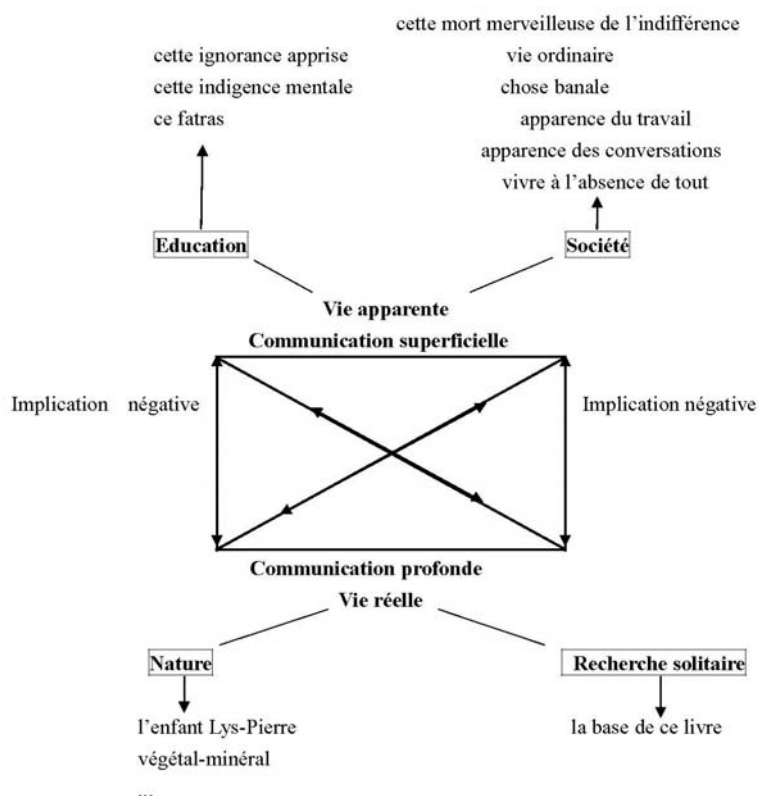 cette mort merveilleuse de l’indifférence
cette ignorance apprise
vie ordinaire
cette indigence mentale
chose banale
ce fatras
apparence du travail
apparence des conversations
vivre à l’absence de tout
Education
Société
Vie apparente
Communication superficielle
Implication négative
Implication négative
Communication profonde
Vie réelle
Nature
Recherche solitaire
l’enfant Lys-Pierre
la base de ce livre
végétal-minéral
...